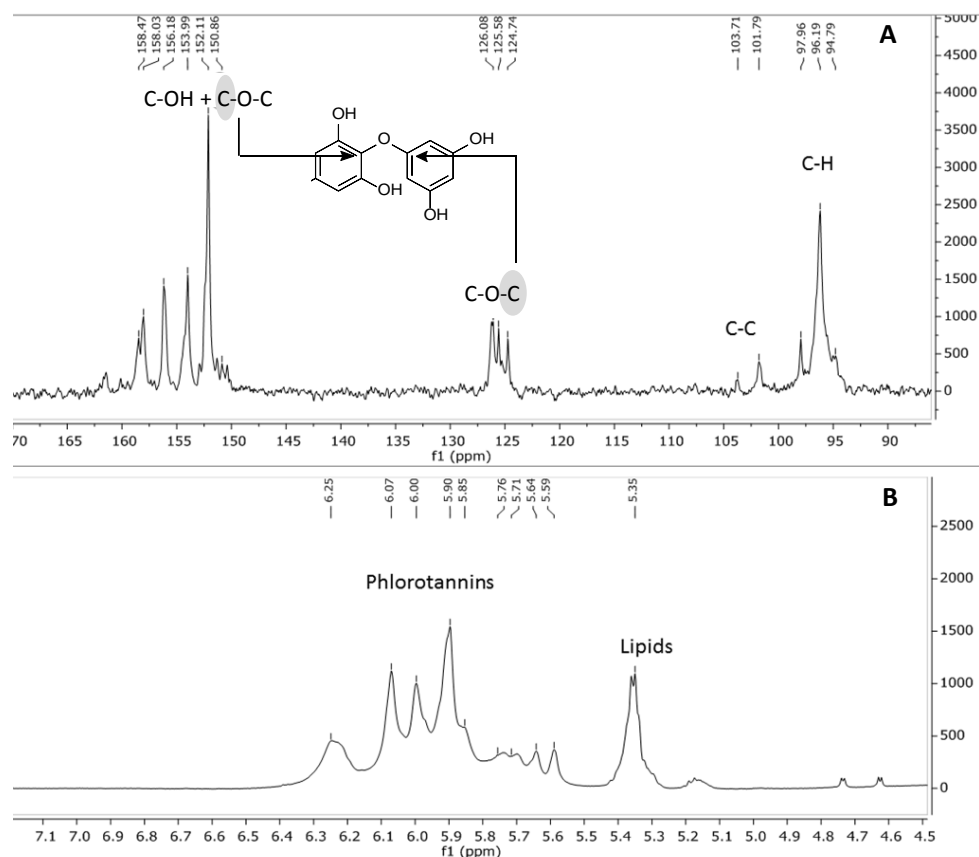 158.47 158.03 156.18 153.99 152.11 150.86 126.08 125.58 124.74 103.71 101.79 97.96 96.19 94.79
A
5000
4500
4000
3500
3000
2500
2000
1500
1000
500
0
C-OH + C-O-C
OH
O
OH
OH
OH
C-H
C-O-C
C-C
70 165 160 155 150 145 140 135 130 125 120 115 110 105 100 95 90
f1 (ppm)
6.25 6.07 6.00 5.90 5.85 5.76 5.71 5.64 5.59 5.35
B
2500
2000
1500
1000
500
0
Phlorotannins
Lipids
7.1 7.0 6.9 6.8 6.7 6.6 6.5 6.4 6.3 6.2 6.1 6.0 5.9 5.8 5.7 5.6 5.5 5.4 5.3 5.2 5.1 5.0 4.9 4.8 4.7 4.6 4.5
f1 (ppm)